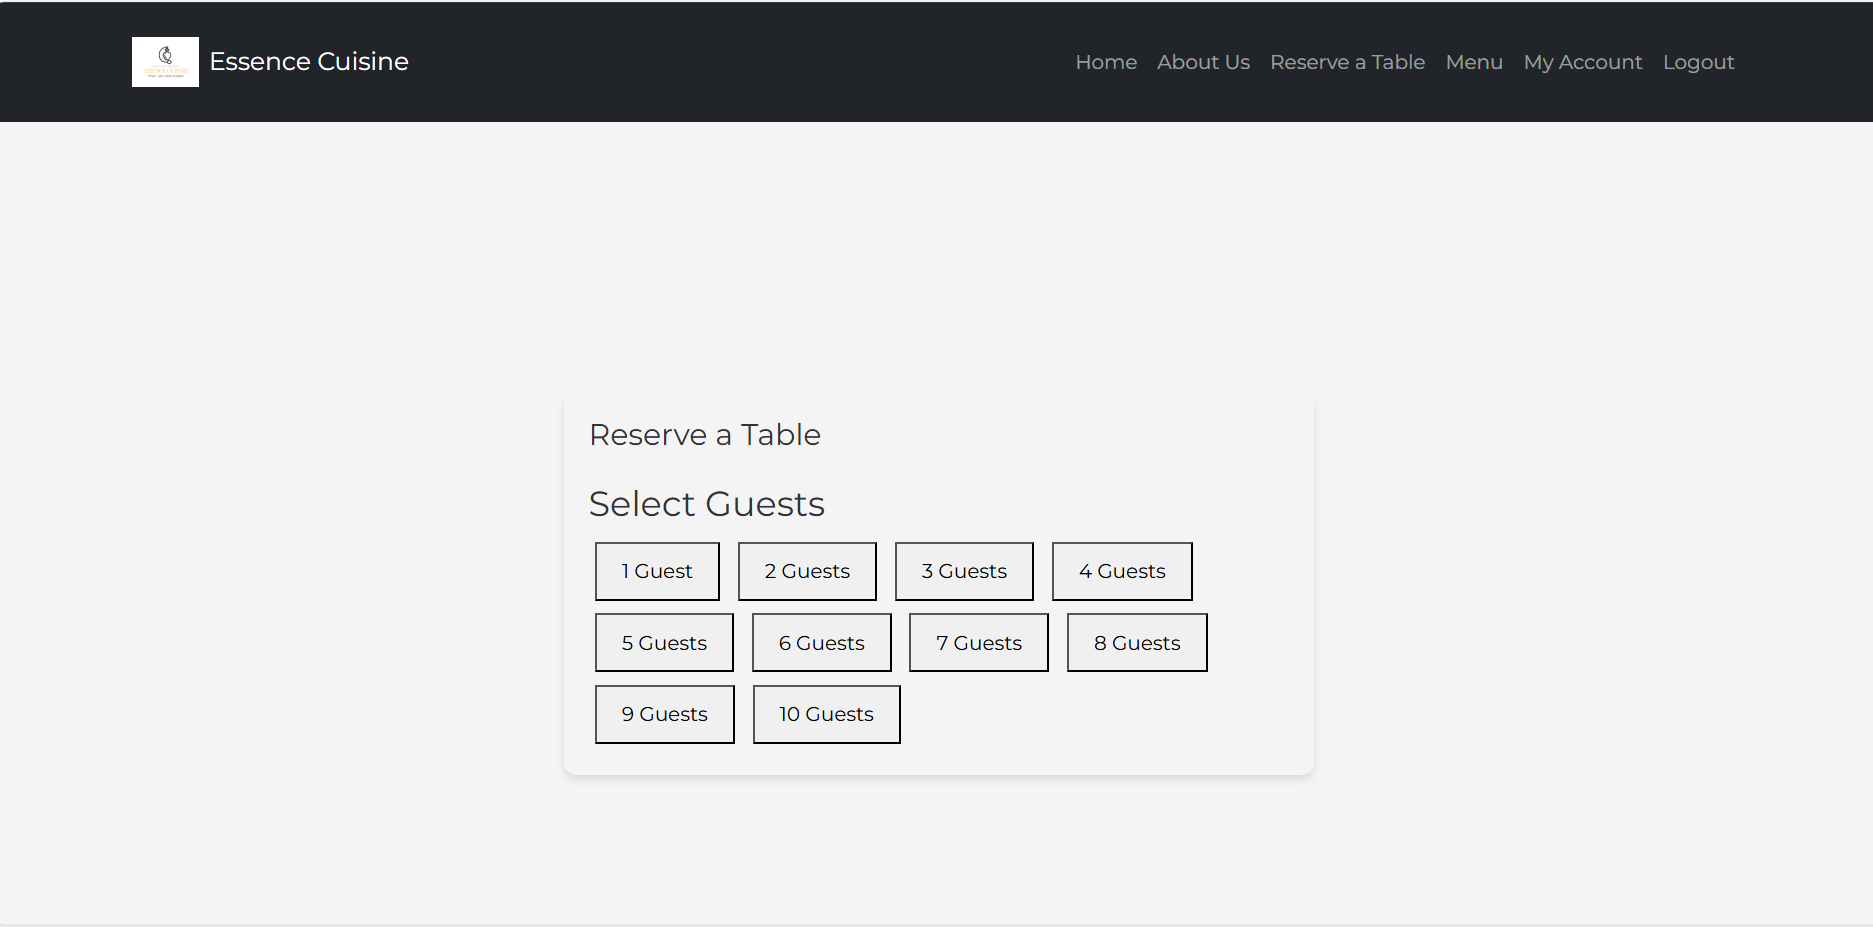 Essence Cuisine
Home About Us Reserve a Table Menu My Account Logout
Reserve a Table
Select Guests
1 Guest 2 Guests 3 Guests 4 Guests
5 Guests 6 Guests 7 Guests 8 Guests
9 Guests 10 Guests